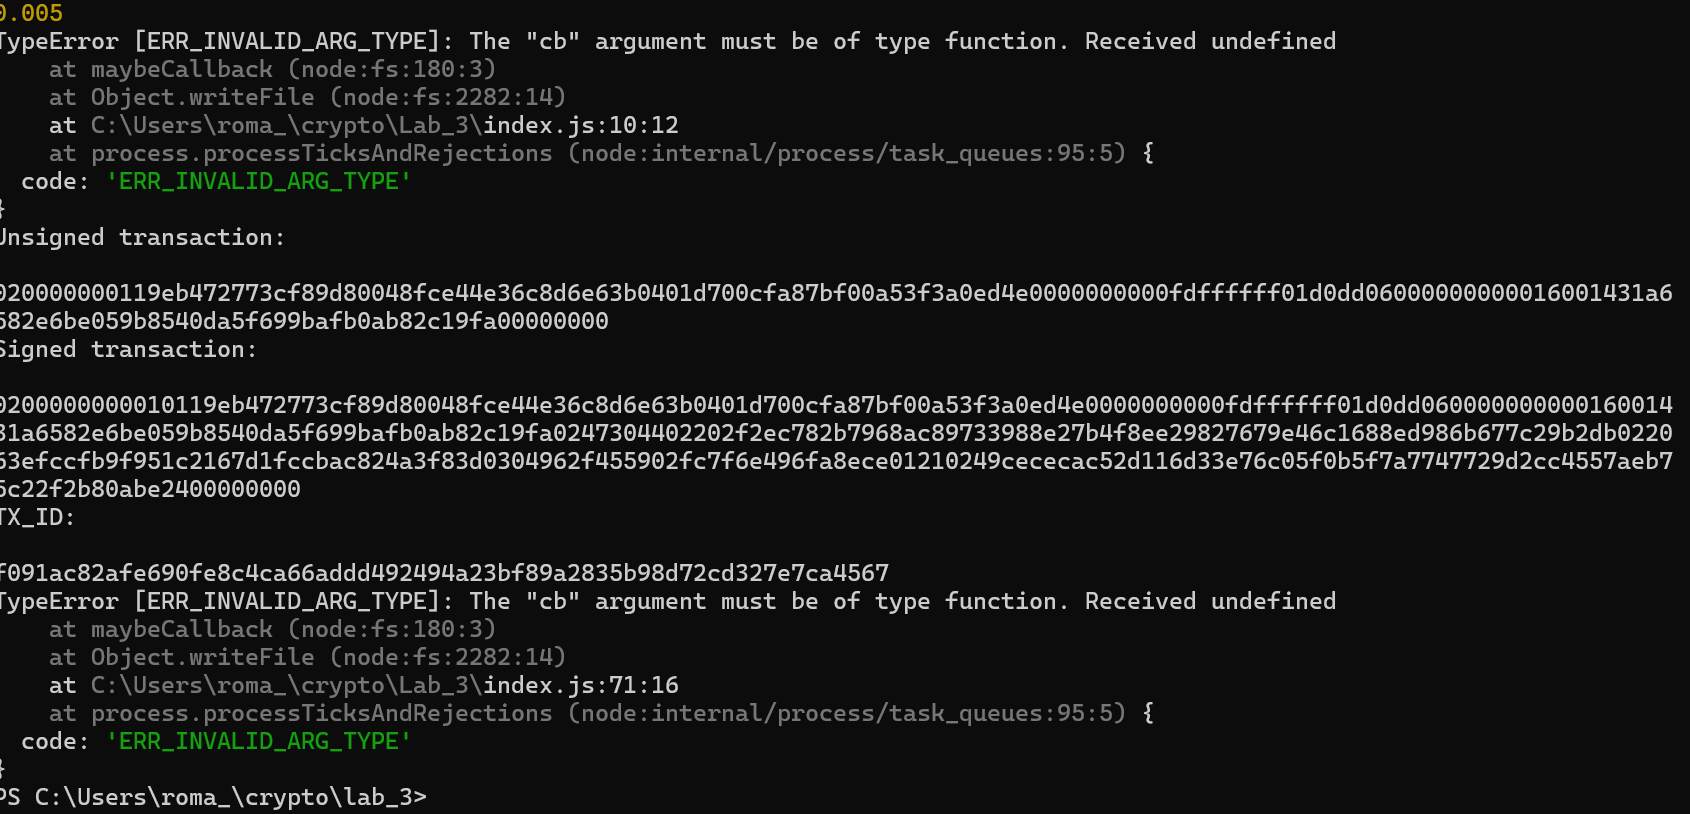 0.005
TypeError [ERR_INVALID_ARG_TYPE]: The "cb" argument must be of type function. Received undefined
    at maybeCallback (node:fs:180:3)
    at Object.writeFile (node:fs:2282:14)
    at C:\Users\roma_\crypto\Lab_3\index.js:10:12
    at process.processTicksAndRejections (node:internal/process/task_queues:95:5) {
  code: 'ERR_INVALID_ARG_TYPE'
}
Unsigned transaction:
020000000119eb472773cf89d80048fce44e36c8d6e63b0401d700cfa87bf00a53f3a0ed4e0000000000fdffffff01d0dd06000000000016001431a6
582e6be059b8540da5f699bafb0ab82c19fa00000000
Signed transaction:
0200000000010119eb472773cf89d80048fce44e36c8d6e63b0401d700cfa87bf00a53f3a0ed4e0000000000fdffffff01d0dd060000000000160014
31a6582e6be059b8540da5f699bafb0ab82c19fa0247304402202f2ec782b7968ac89733988e27b4f8ee29827679e46c1688ed986b677c29b2db0220
63efccfb9f951c2167d1fccbac824a3f83d0304962f455902fc7f6e496fa8ece01210249cececac52d116d33e76c05f0b5f7a7747729d2cc4557aeb7
5c22f2b80abe2400000000
TX_ID:
f091ac82afe690fe8c4ca66addd492494a23bf89a2835b98d72cd327e7ca4567
TypeError [ERR_INVALID_ARG_TYPE]: The "cb" argument must be of type function. Received undefined
    at maybeCallback (node:fs:180:3)
    at Object.writeFile (node:fs:2282:14)
    at C:\Users\roma_\crypto\Lab_3\index.js:71:16
    at process.processTicksAndRejections (node:internal/process/task_queues:95:5) {
  code: 'ERR_INVALID_ARG_TYPE'
}
PS C:\Users\roma_\crypto\lab_3>